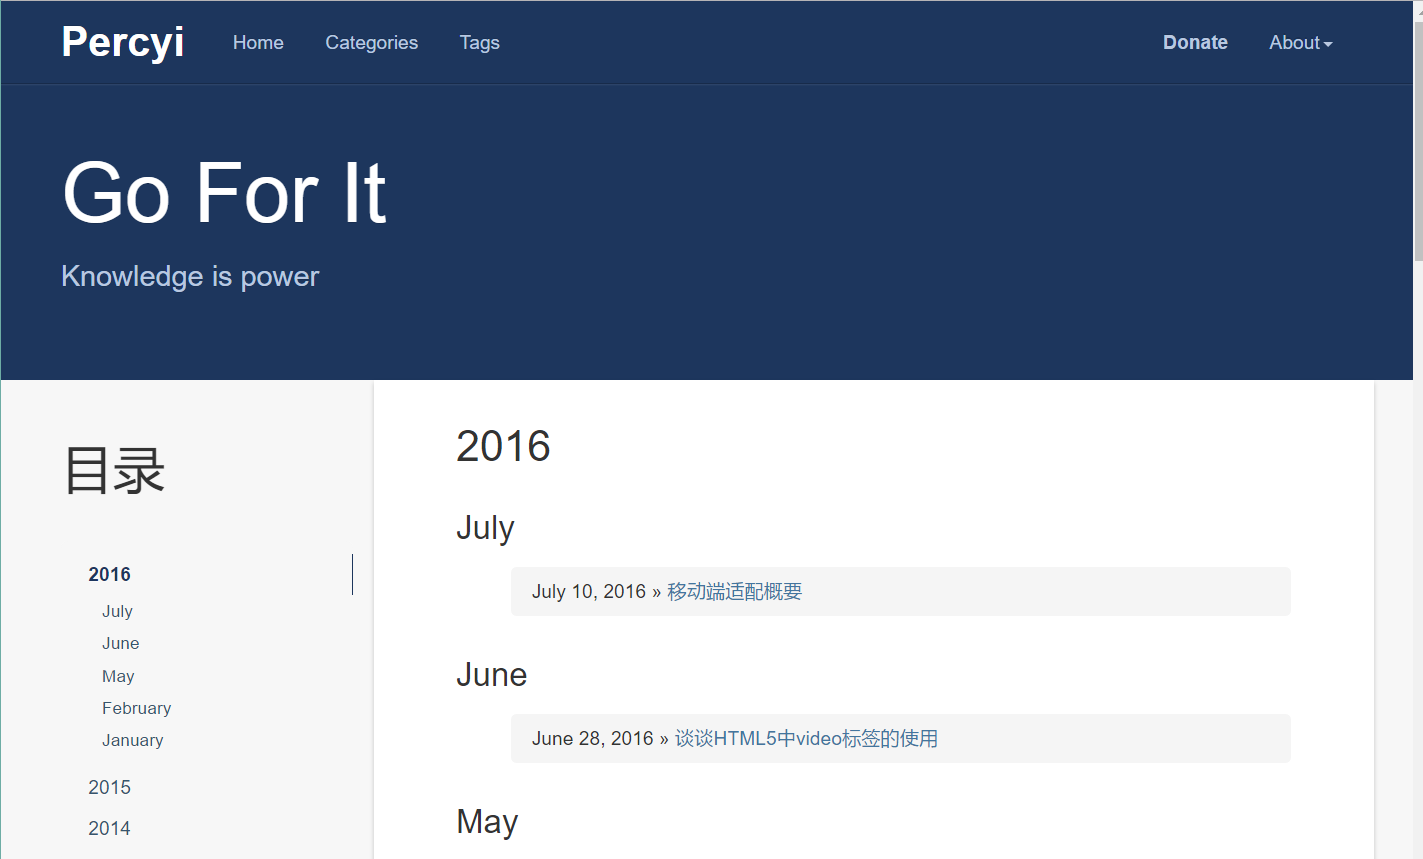 Percyi Home Categories Tags Donate About
Go For It
Knowledge is power
目录
2016
July
June
May
February
January
2015
2014
2016
July
July 10, 2016 » 移动端适配概要
June
June 28, 2016 » 谈谈HTML5中video标签的使用
May